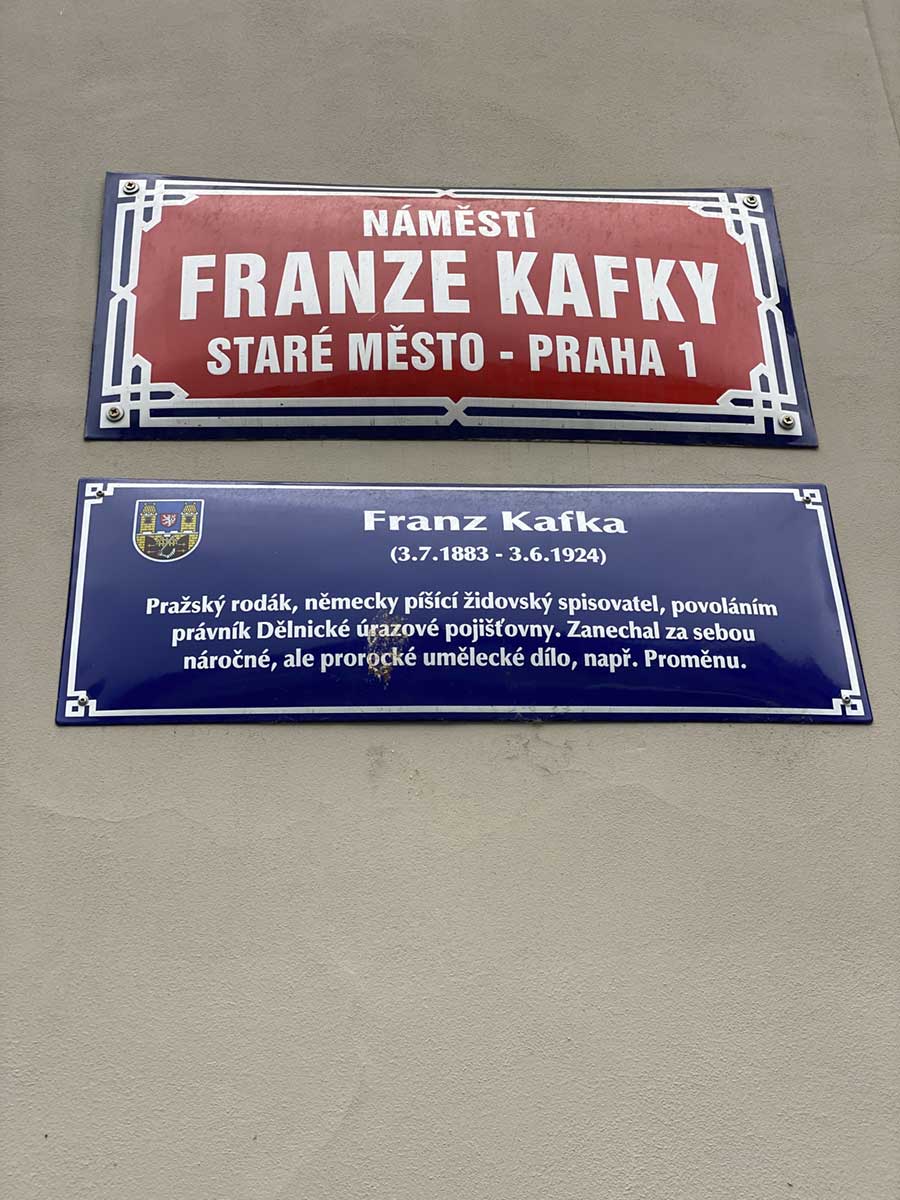 NÁMĚSTÍ
FRANZE KAFKY
STARÉ MĚSTO - PRAHA 1
Franz Kafka
(3.7.1883 - 3.6.1924)
Pražský rodák, německy píšící židovský spisovatel, povoláním
právník Dělnické úrazové pojišťovny. Zanechal za sebou
náročné, ale prorocké umělecké dílo, např. Proměnu.